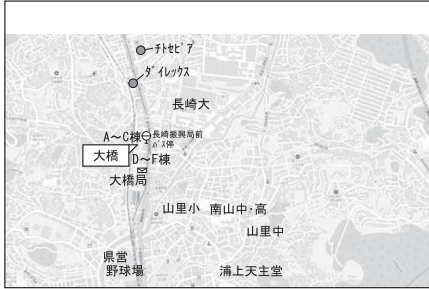 チトセピア
ダイレックス
長崎大
A〜C棟
長崎振興局前
バス停
大橋
D〜F棟
大橋局
山里小 南山中・高
山里中
県営
野球場
浦上天主堂